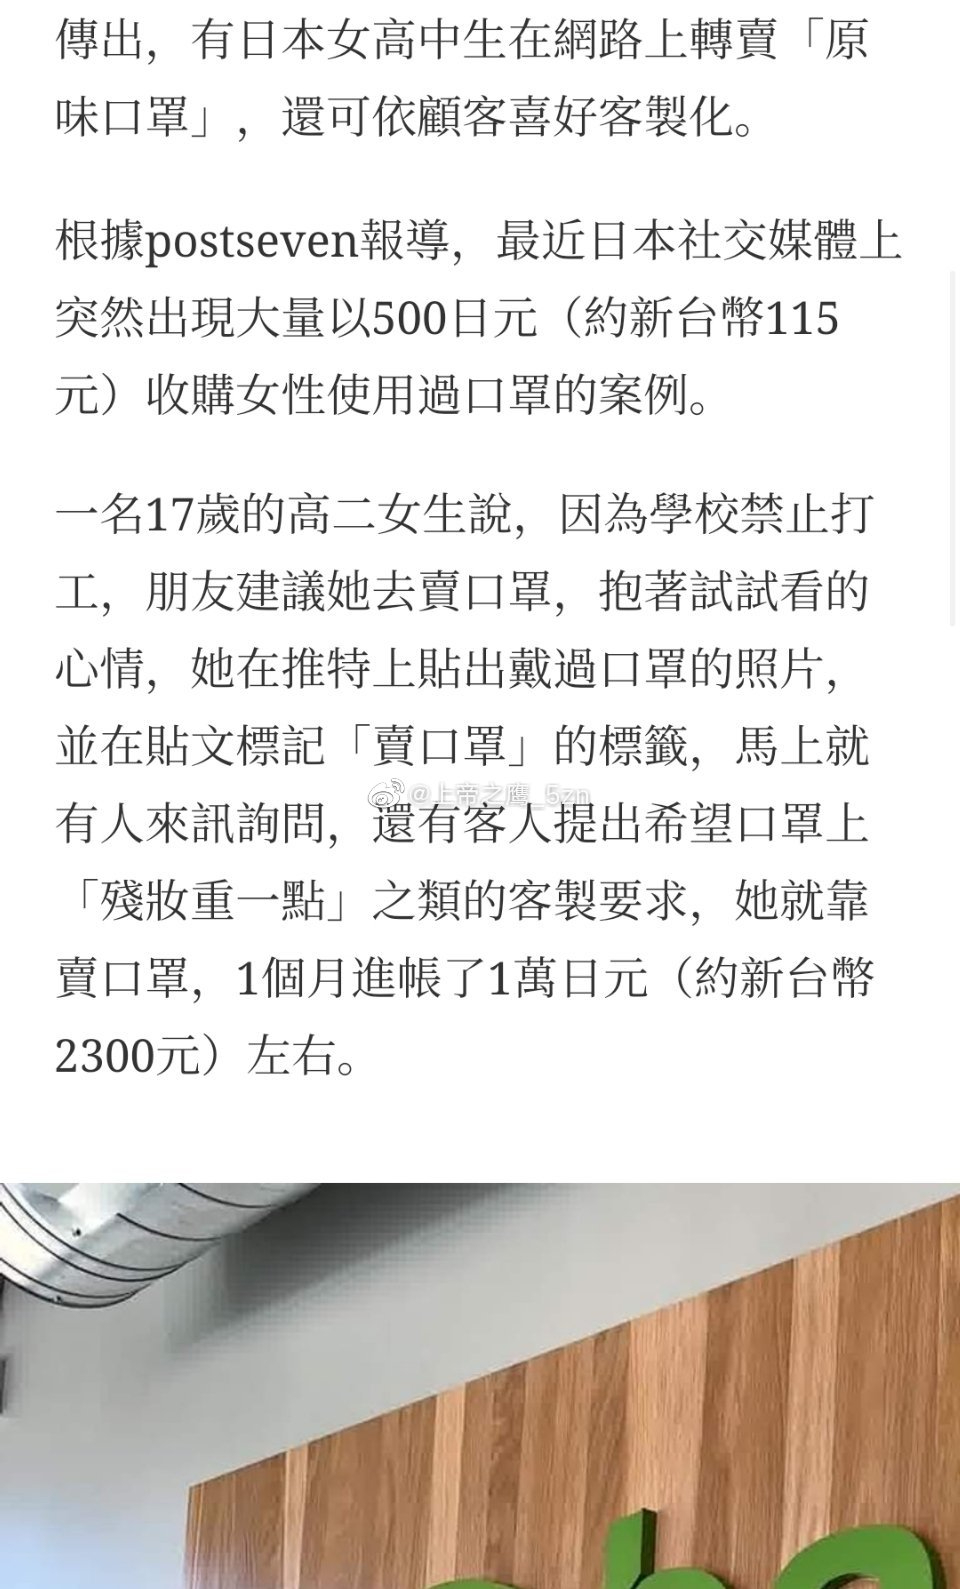 傳出，有日本女高中生在網路上轉賣「原
味口罩」，還可依顧客喜好客製化。
根據postseven報導，最近日本社交媒體上
突然出現大量以500日元（約新台幣115
元）收購女性使用過口罩的案例。
一名17歲的高二女生說，因為學校禁止打
工，朋友建議她去賣口罩，抱著試試看的
心情，她在推特上貼出戴過口罩的照片，
並在貼文標記「賣口罩」的標籤，馬上就
@上帝之鹰_5zn
有人來訊詢問，還有客人提出希望口罩上
「殘妝重一點」之類的客製要求，她就靠
賣口罩，1個月進帳了1萬日元（約新台幣
2300元）左右。